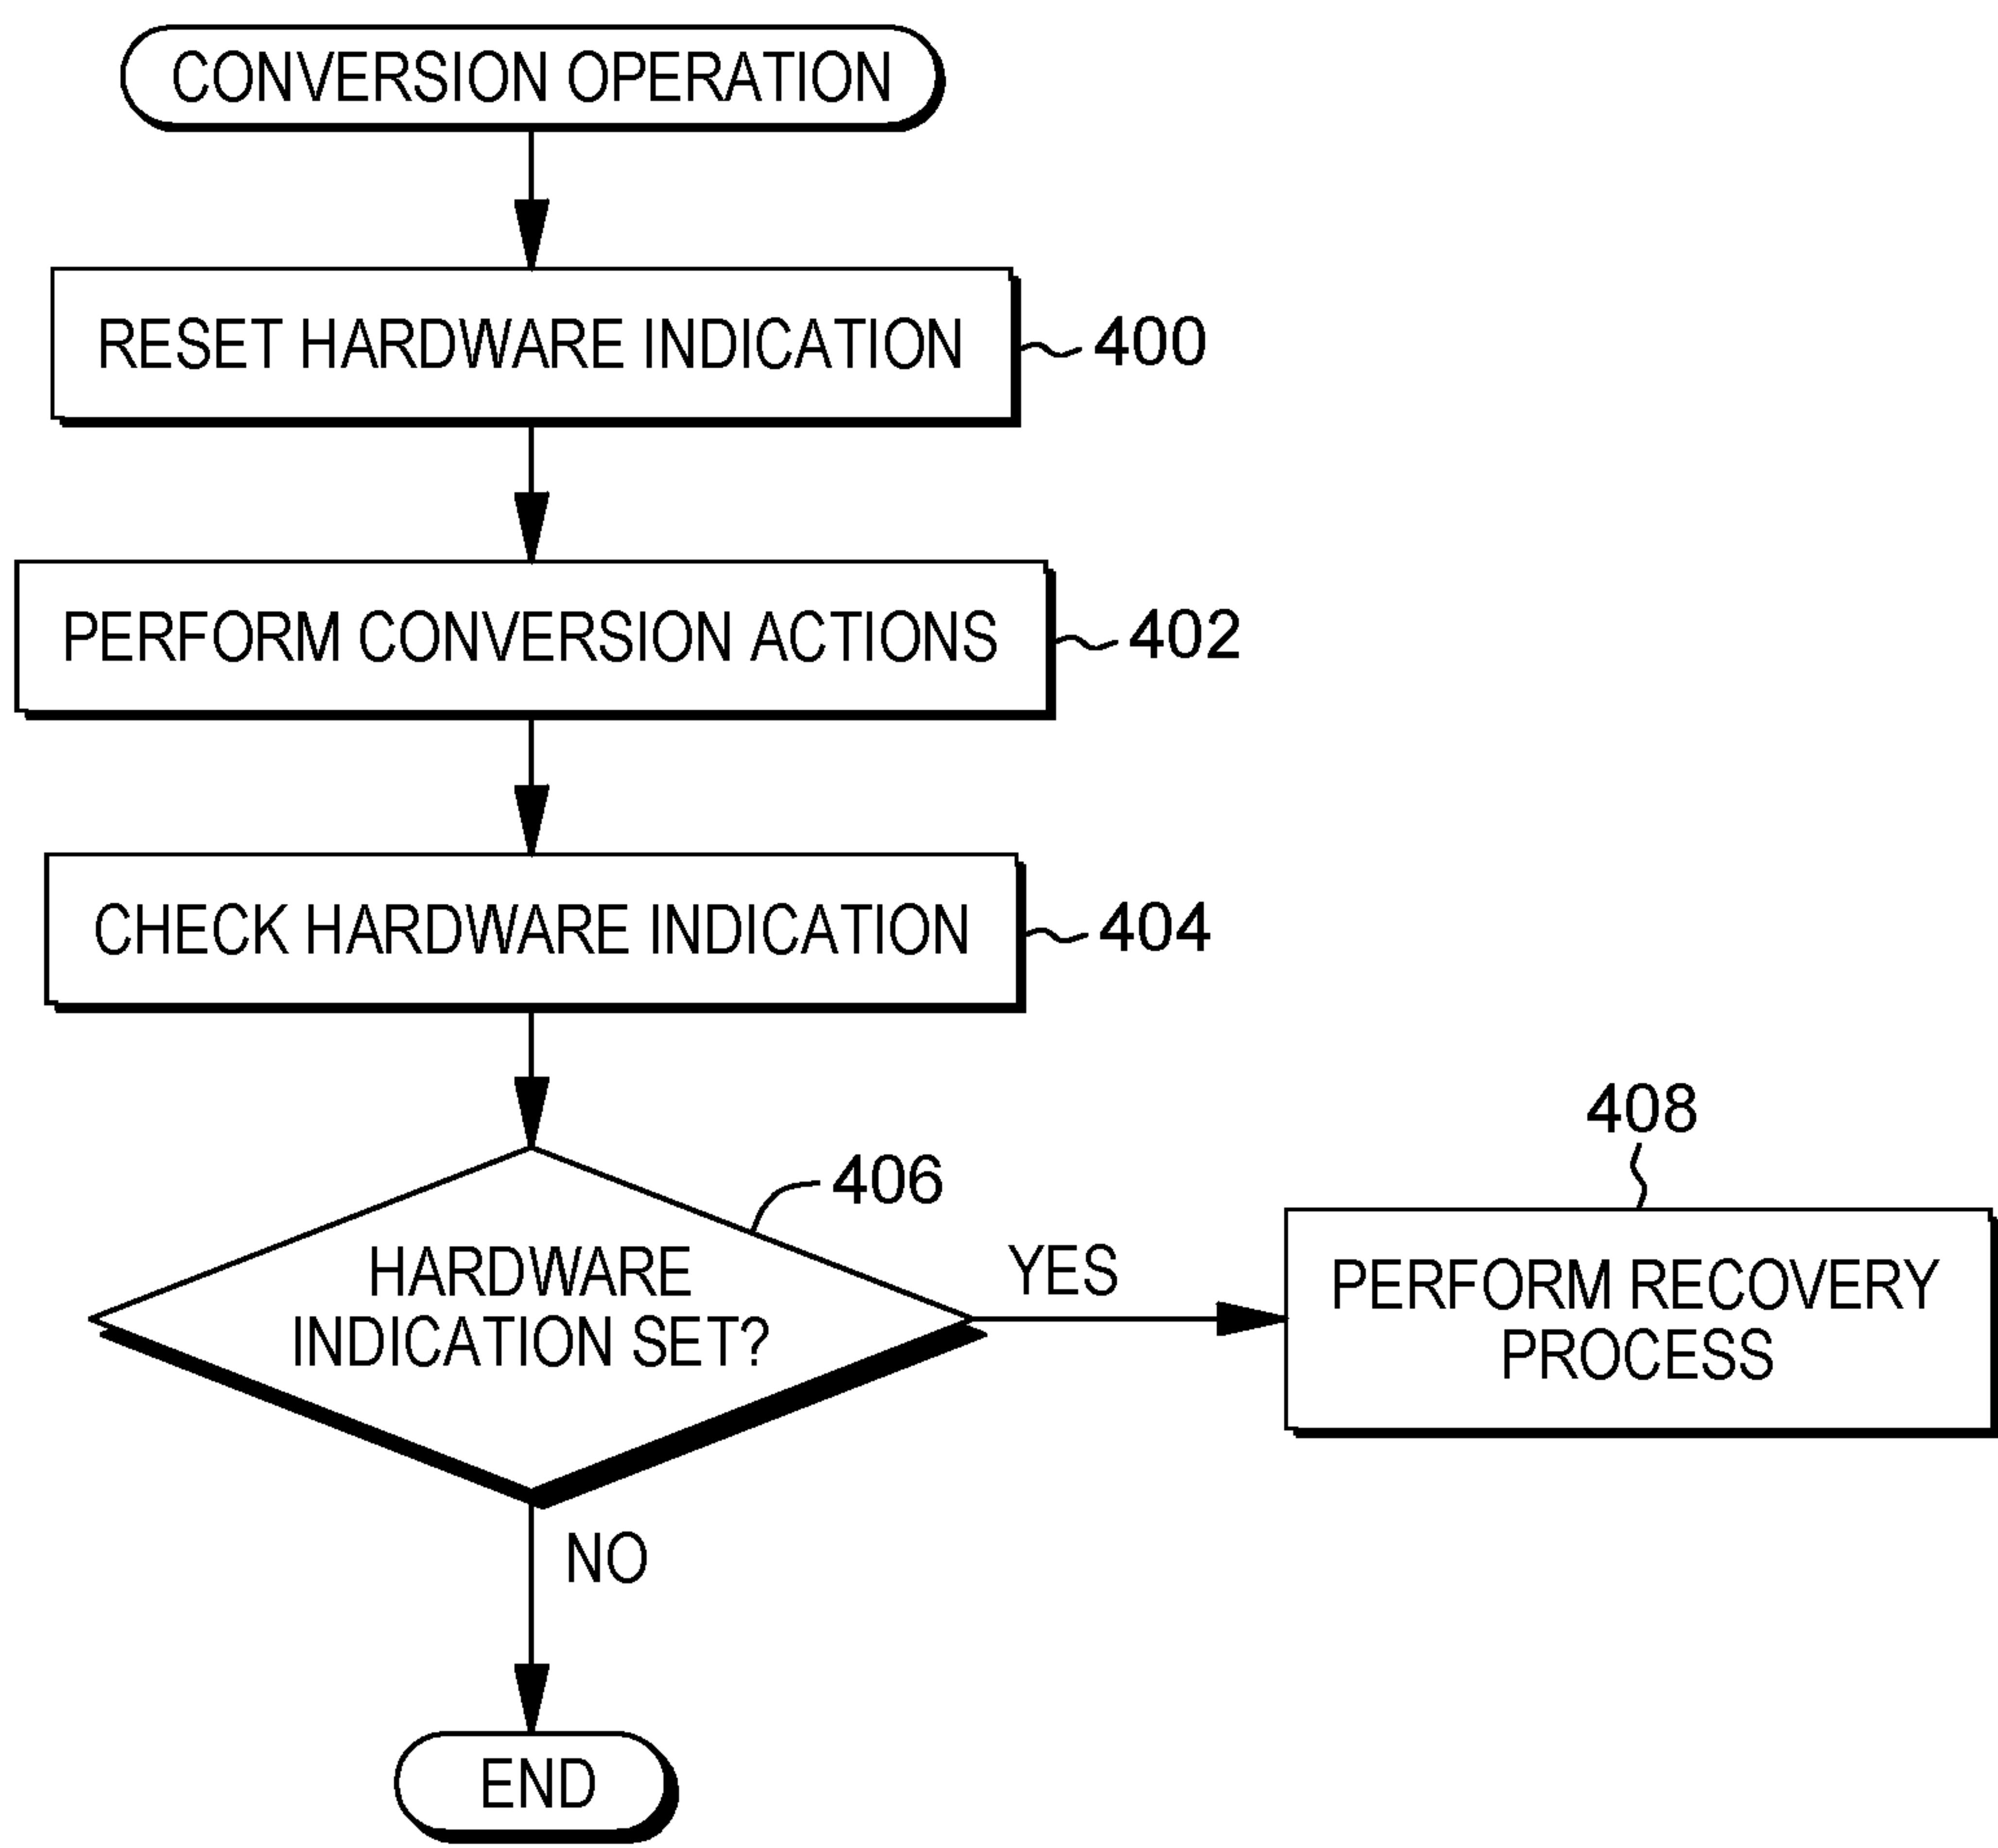 CONVERSION OPERATION
RESET HARDWARE INDICATION
400
PERFORM CONVERSION ACTIONS
402
CHECK HARDWARE INDICATION
404
406
HARDWARE
INDICATION SET?
YES
408
PERFORM RECOVERY
PROCESS
NO
END